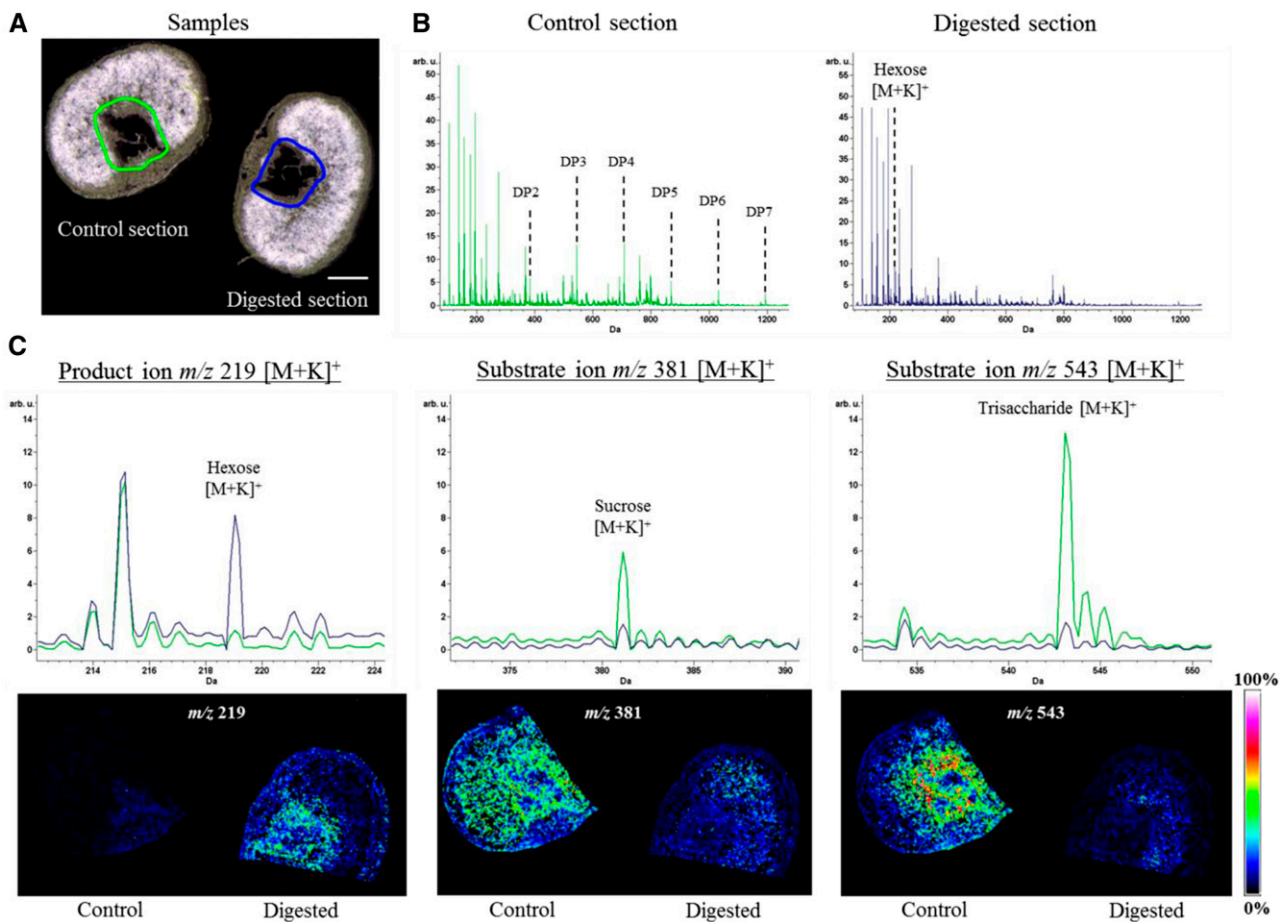 A
Samples
Control section
Digested section
B
Control section
arb. u.
50
45
40
35
30
25
20
15
10
5
0
DP2
DP3
DP4
DP5
DP6
DP7
200
400
600
800
1000
1200
Da
Digested section
arb. u.
55
50
45
40
35
30
25
20
15
10
5
0
Hexose
[M+K]+
200
400
600
800
1000
1200
Da
C
Product ion m/z 219 [M+K]+
arb. u.
14
12
10
8
6
4
2
0
Hexose
[M+K]+
214
216
218
220
222
224
Da
Substrate ion m/z 381 [M+K]+
arb. u.
14
12
10
8
6
4
2
0
Sucrose
[M+K]+
375
380
385
390
Da
Substrate ion m/z 543 [M+K]+
arb. u.
14
12
10
8
6
4
2
0
Trisaccharide [M+K]+
535
540
545
550
Da
m/z 219
Control
Digested
m/z 381
Control
Digested
m/z 543
Control
Digested
100%
0%